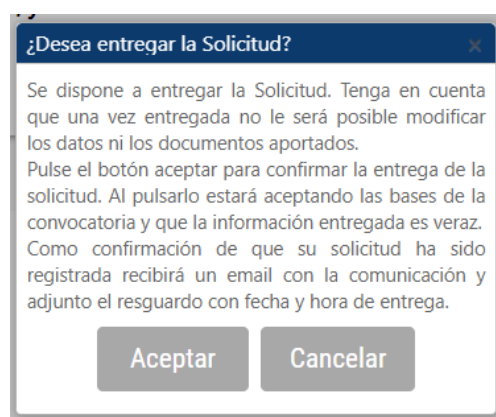 ¿Desea entregar la Solicitud?
×
Se dispone a entregar la Solicitud. Tenga en cuenta
que una vez entregada no le será posible modificar
los datos ni los documentos aportados.
Pulse el botón aceptar para confirmar la entrega de la
solicitud. Al pulsarlo estará aceptando las bases de la
convocatoria y que la información entregada es veraz.
Como confirmación de que su solicitud ha sido
registrada recibirá un email con la comunicación y
adjunto el resguardo con fecha y hora de entrega.
Aceptar
Cancelar